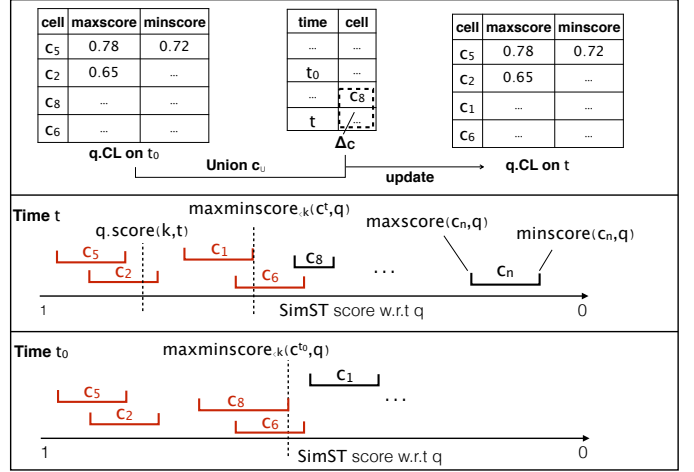 cell maxscore minscore
C5 0.78 0.72
C2 0.65 ...
C8 ... ...
C6 ... ...
q.CL on t0
time cell
... ...
t0 ...
... C8
t ...
Δc
Union c∪
update
cell maxscore minscore
C5 0.78 0.72
C2 0.65 ...
C1 ... ...
C6 ... ...
q.CL on t
Time t
q.score(k,t)
maxminscore<k(c^t,q)
maxscore(cn,q)
minscore(cn,q)
C5
C2
C1
C6
C8
...
cn
1 SimST score w.r.t q 0
Time t0
maxminscore<k(c^t0,q)
C5
C2
C8
C6
C1
...
1 SimST score w.r.t q 0